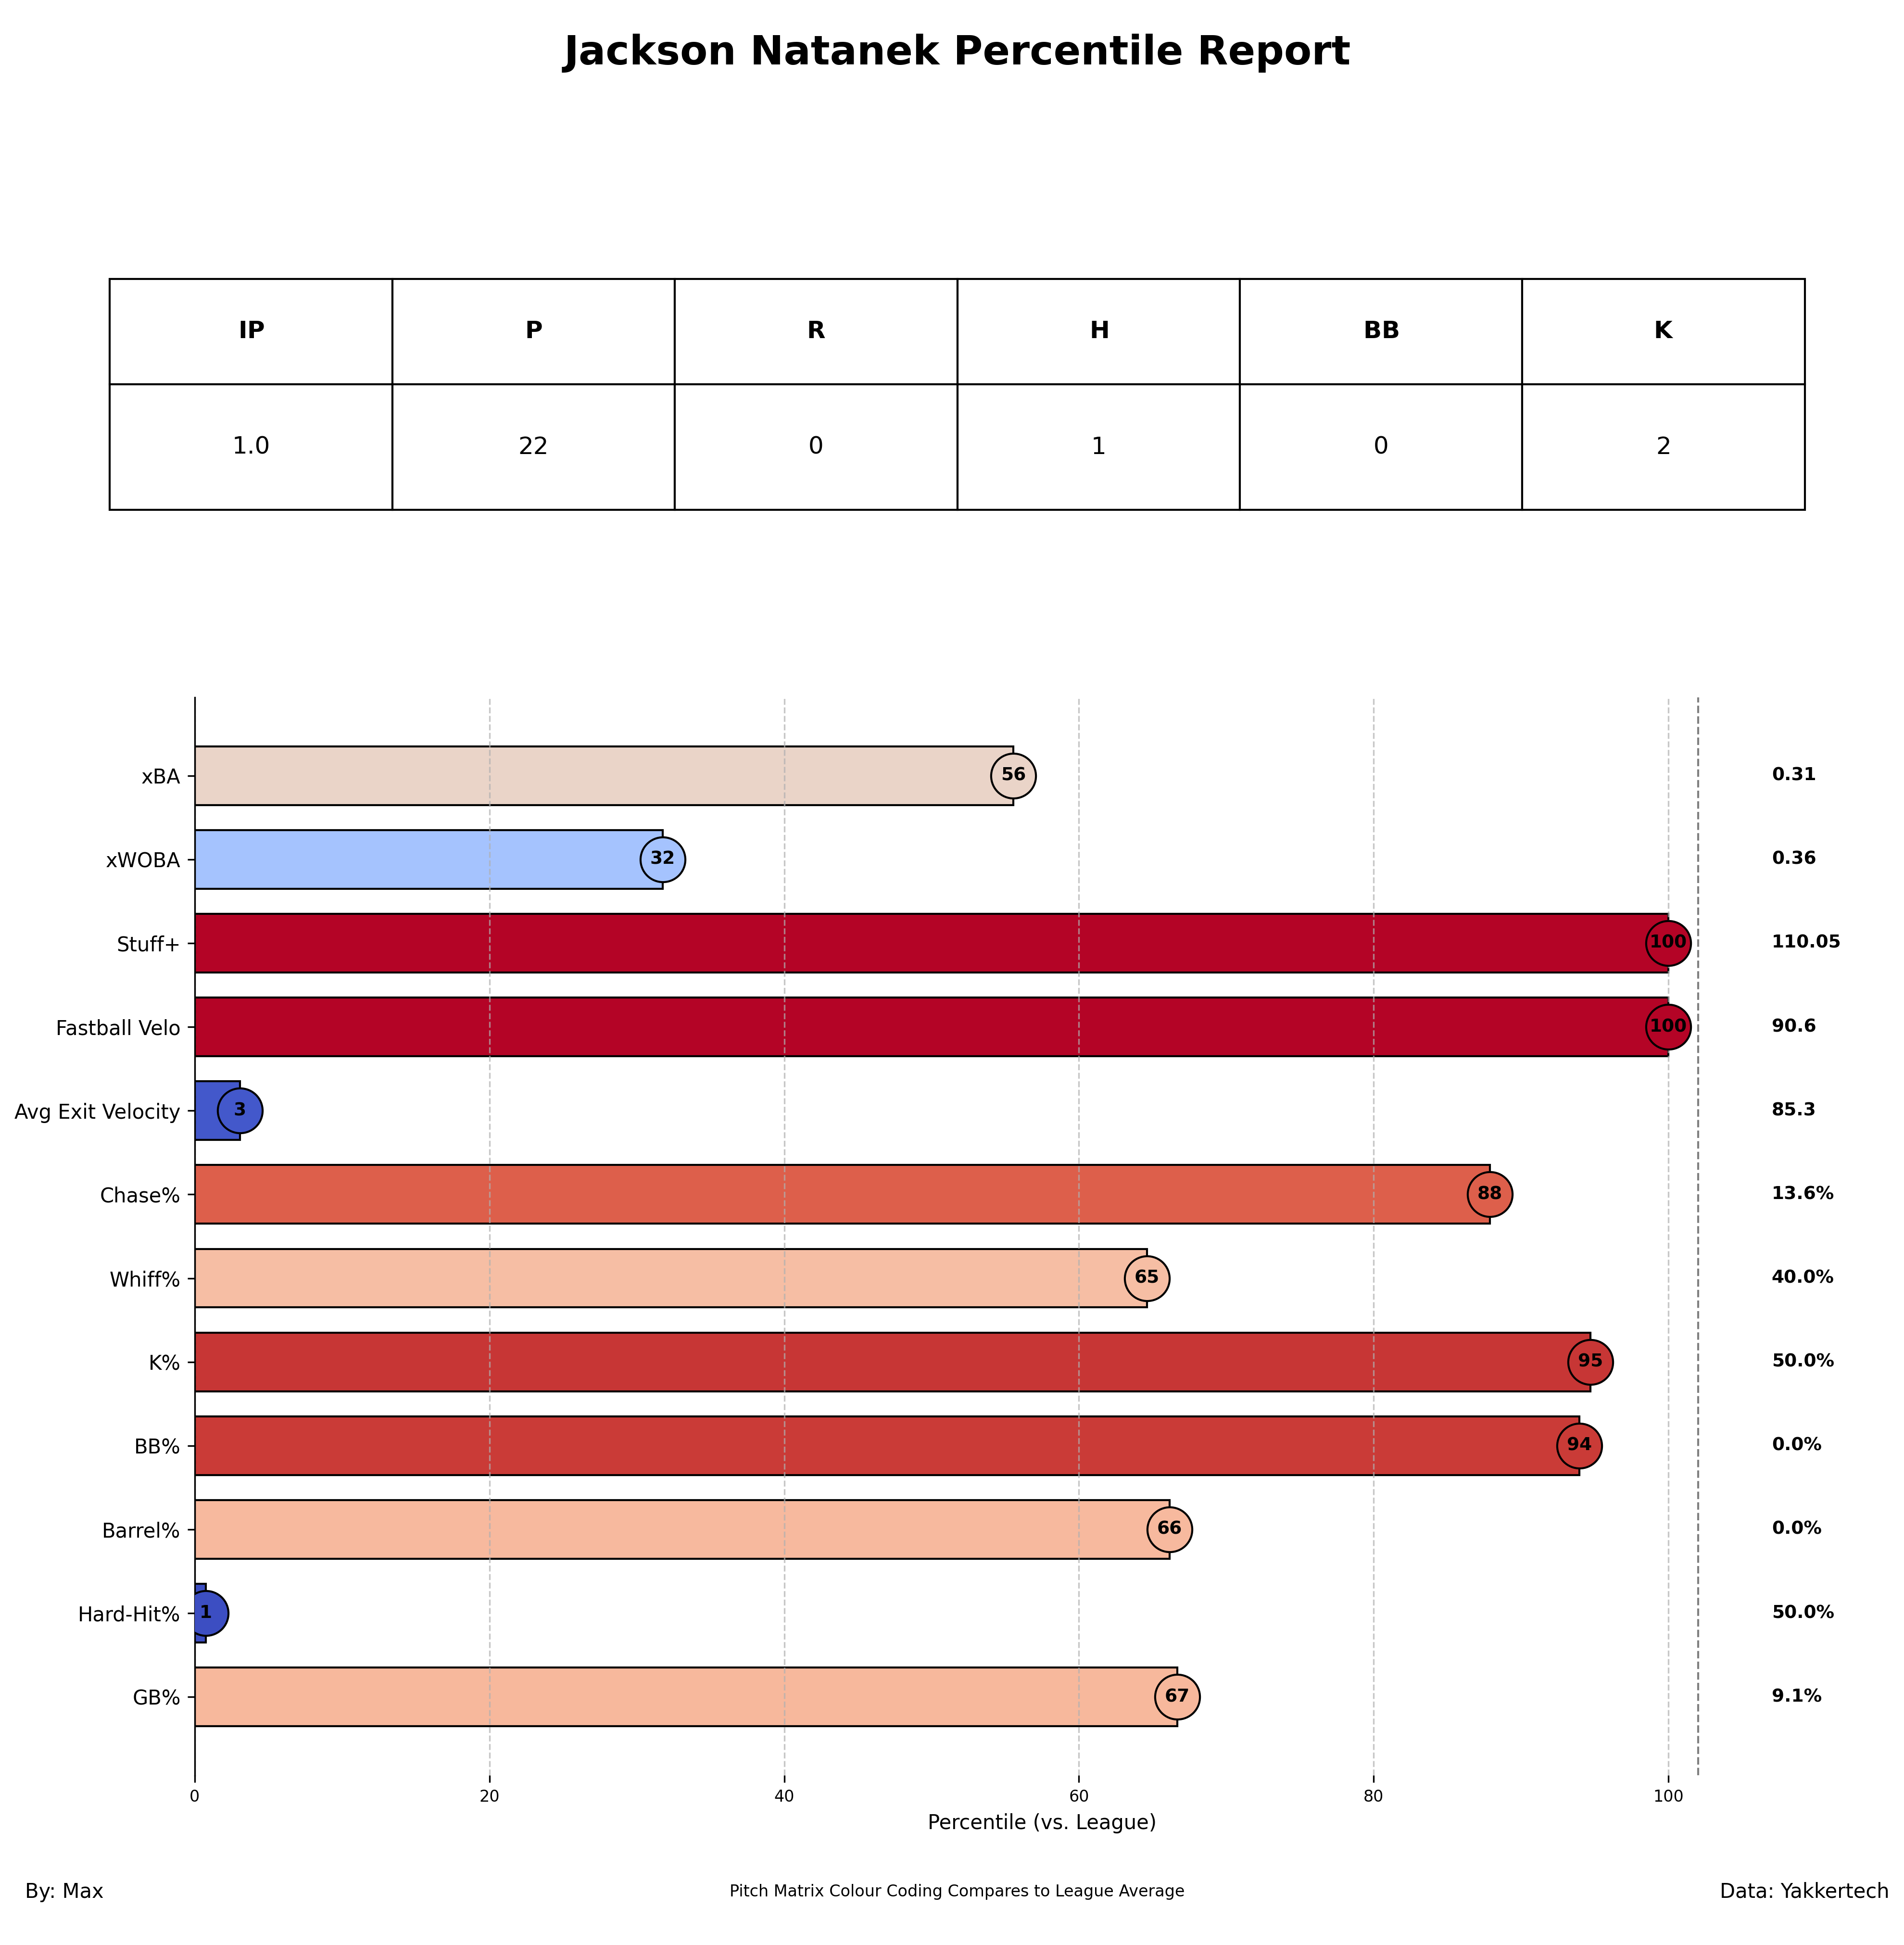 Jackson Natanek Percentile Report
IP P R H BB K
1.0 22 0 1 0 2
xBA 56 0.31
xWOBA 32 0.36
Stuff+ 100 110.05
Fastball Velo 100 90.6
Avg Exit Velocity 3 85.3
Chase% 88 13.6%
Whiff% 65 40.0%
K% 95 50.0%
BB% 94 0.0%
Barrel% 66 0.0%
Hard-Hit% 1 50.0%
GB% 67 9.1%
0 20 40 60 80 100
Percentile (vs. League)
By: Max Pitch Matrix Colour Coding Compares to League Average Data: Yakkertech